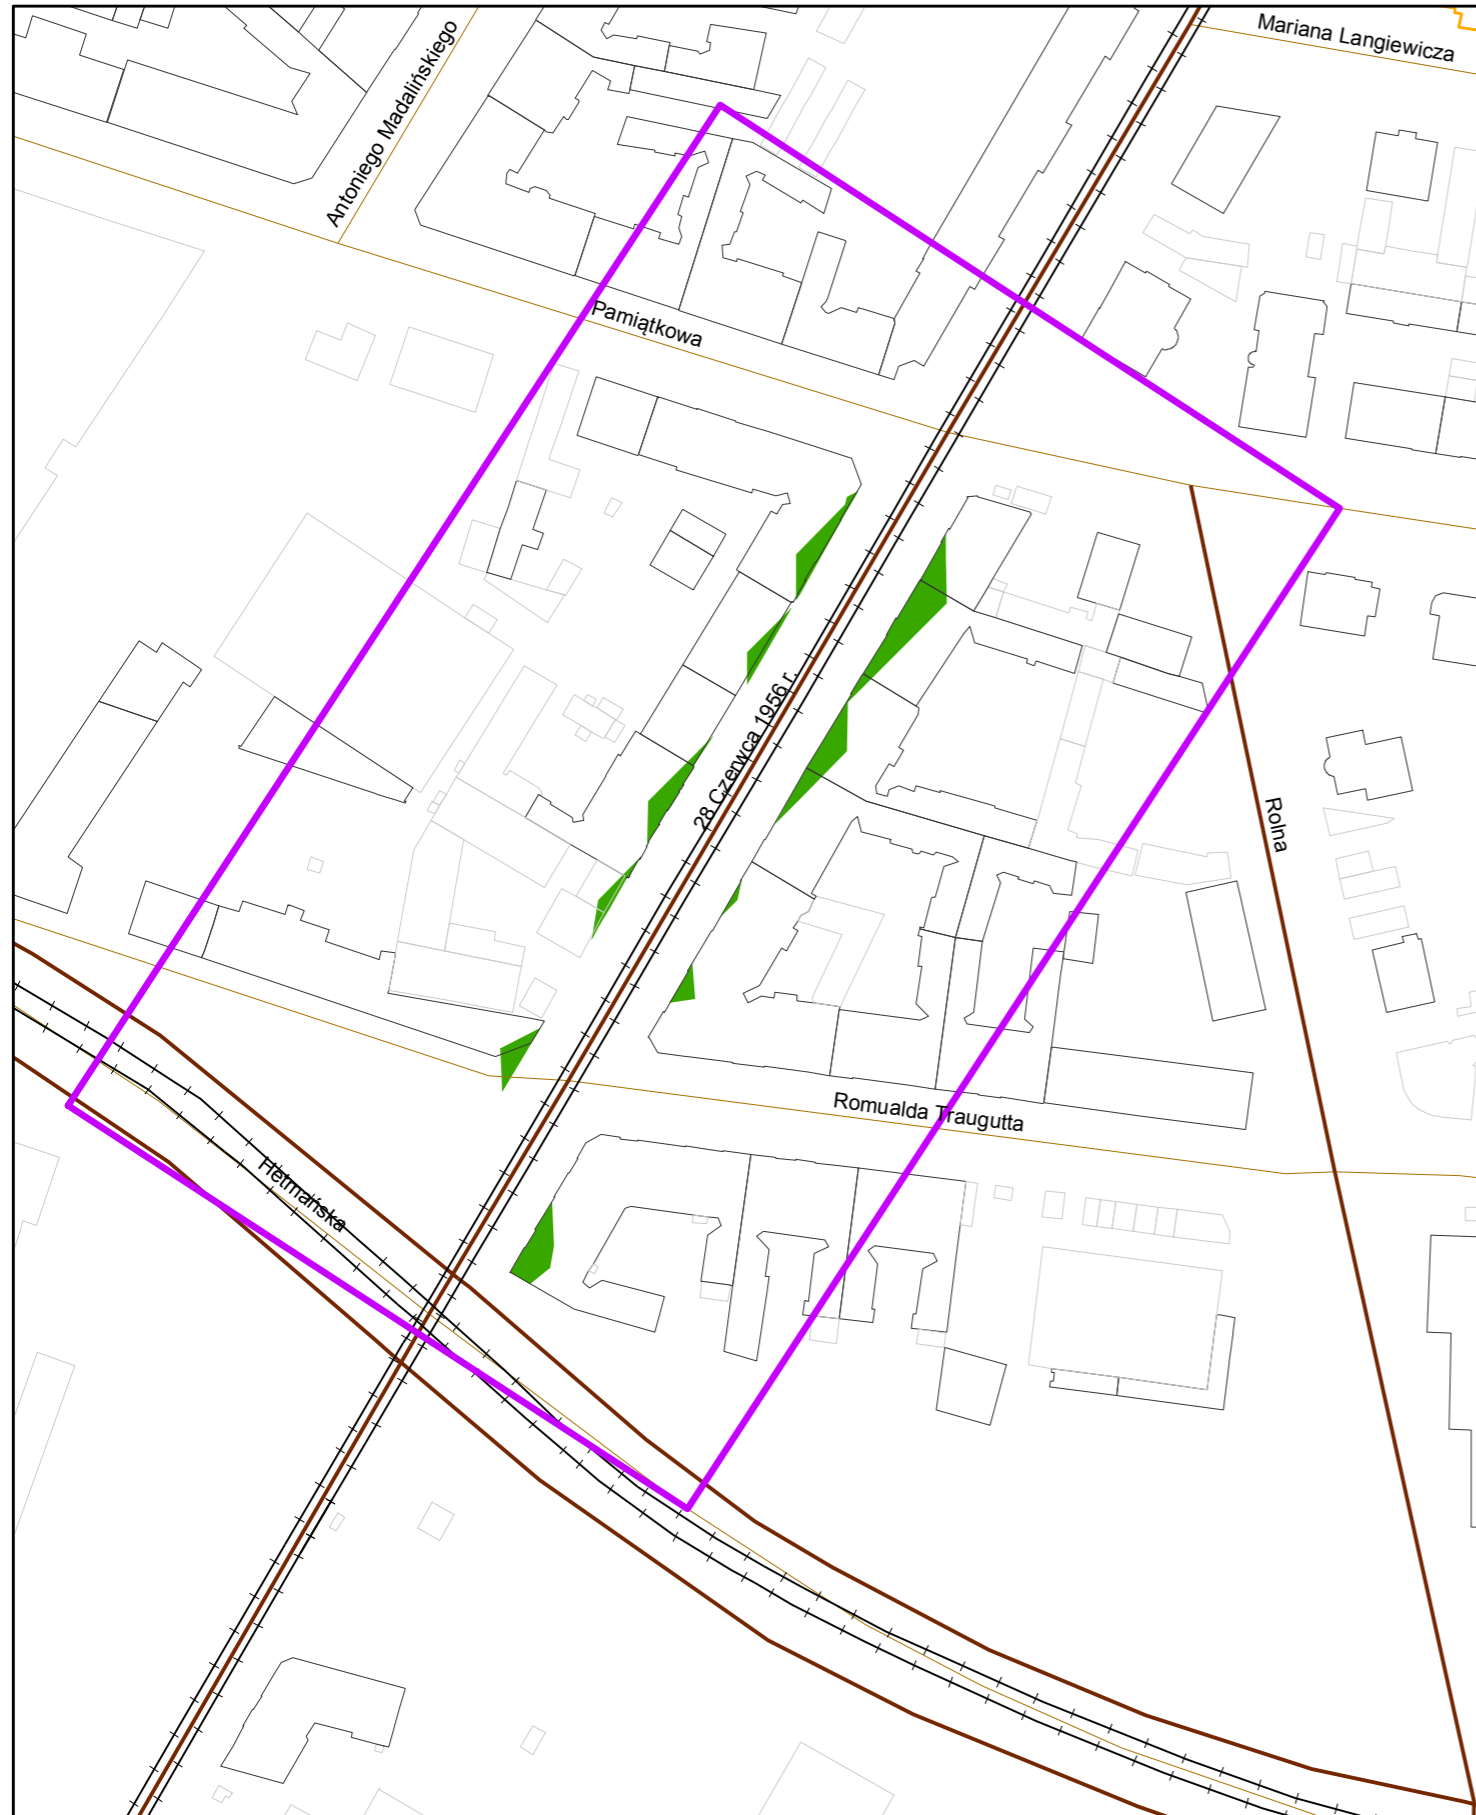 Mariana Langiewicza
Antoniego Madalińskiego
Pamiątkowa
28 Czerwca 1956 r.
Rolna
Romualda Traugutta
Hetmańska